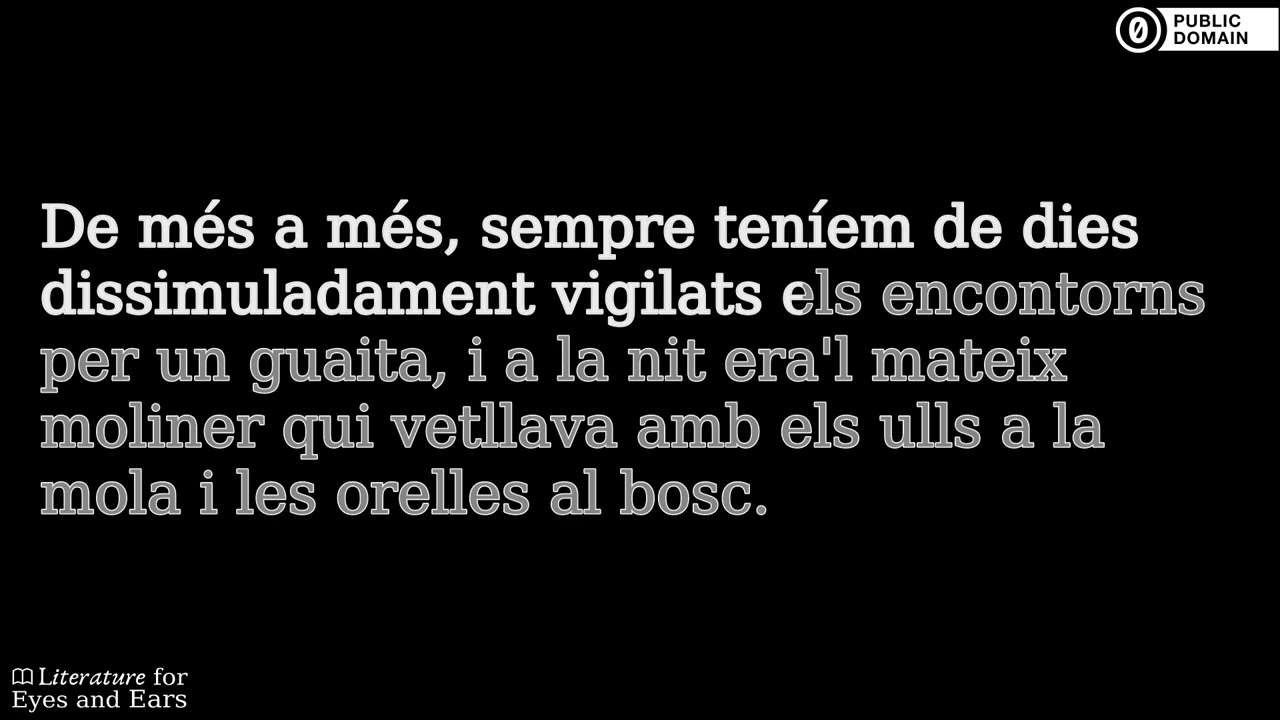 PUBLIC
DOMAIN
De més a més, sempre teníem de dies
dissimuladament vigilats els encontorns
per un guaita, i a la nit era'l mateix
moliner qui vetllava amb els ulls a la
mola i les orelles al bosc.
Literature for
Eyes and Ears